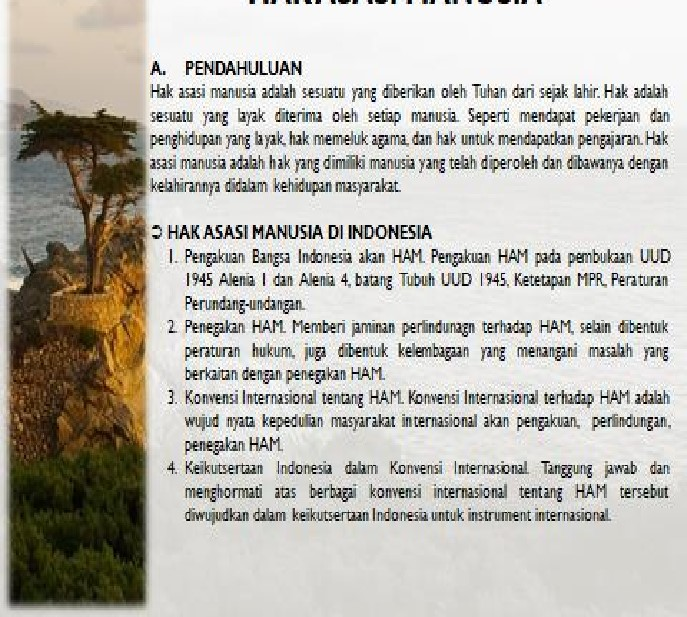 HAK ASASI MANUSIA
A. PENDAHULUAN
Hak asasi manusia adalah sesuatu yang diberikan oleh Tuhan dari sejak lahir. Hak adalah
sesuatu yang layak diterima oleh setiap manusia. Seperti mendapat pekerjaan dan
penghidupan yang layak, hak memeluk agama, dan hak untuk mendapatkan pengajaran. Hak
asasi manusia adalah hak yang dimiliki manusia yang telah diperoleh dan dibawanya dengan
kelahirannya didalam kehidupan masyarakat.
➲ HAK ASASI MANUSIA DI INDONESIA
1. Pengakuan Bangsa Indonesia akan HAM. Pengakuan HAM pada pembukaan UUD
1945 Alenia 1 dan Alenia 4, batang Tubuh UUD 1945, Ketetapan MPR, Peraturan
Perundang-undangan.
2. Penegakan HAM. Memberi jaminan perlindunagn terhadap HAM, selain dibentuk
peraturan hukum, juga dibentuk kelembagaan yang menangani masalah yang
berkaitan dengan penegakan HAM.
3. Konvensi Internasional tentang HAM. Konvensi Internasional terhadap HAM adalah
wujud nyata kepedulian masyarakat internasional akan pengakuan, perlindungan,
penegakan HAM.
4. Keikutsertaan Indonesia dalam Konvensi Internasional. Tanggung jawab dan
menghormati atas berbagai konvensi internasional tentang HAM tersebut
diwujudkan dalam keikutsertaan Indonesia untuk instrument internasional.